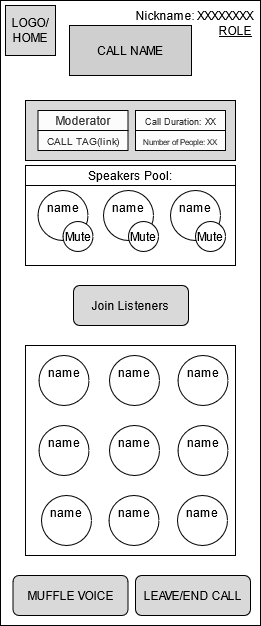 LOGO/
HOME
Nickname: XXXXXXXX
ROLE
CALL NAME
Moderator
CALL TAG(link)
Call Duration: XX
Number of People: XX
Speakers Pool:
name
name
name
Mute
Mute
Mute
Join Listeners
name
name
name
name
name
name
name
name
name
MUFFLE VOICE
LEAVE/END CALL